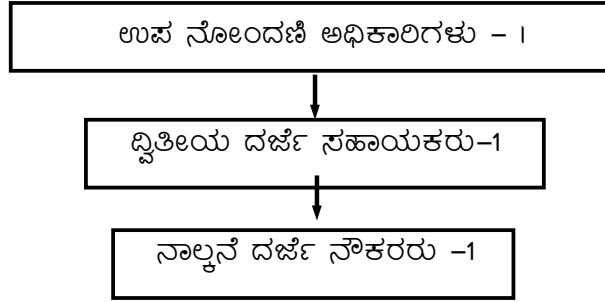 ಉಪ ನೋಂದಣಿ ಅಧಿಕಾರಿಗಳು – ।
ದ್ವಿತೀಯ ದರ್ಜೆ ಸಹಾಯಕರು–1
ನಾಲ್ಕನೆ ದರ್ಜೆ ನೌಕರರು –1